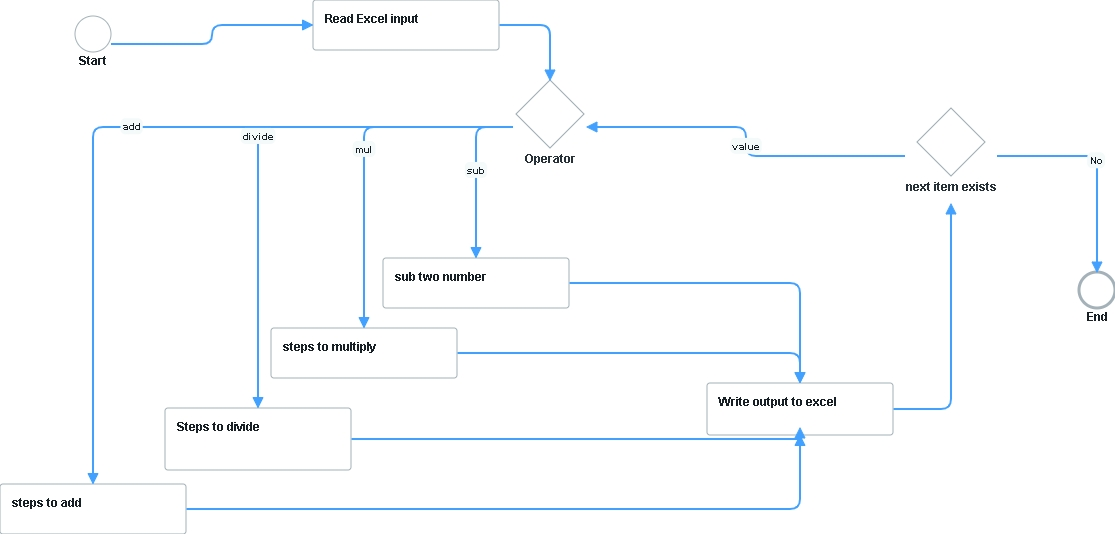 Read Excel input
Start
add
divide
mul
sub
Operator
value
next item exists
No
sub two number
End
steps to multiply
Write output to excel
Steps to divide
steps to add